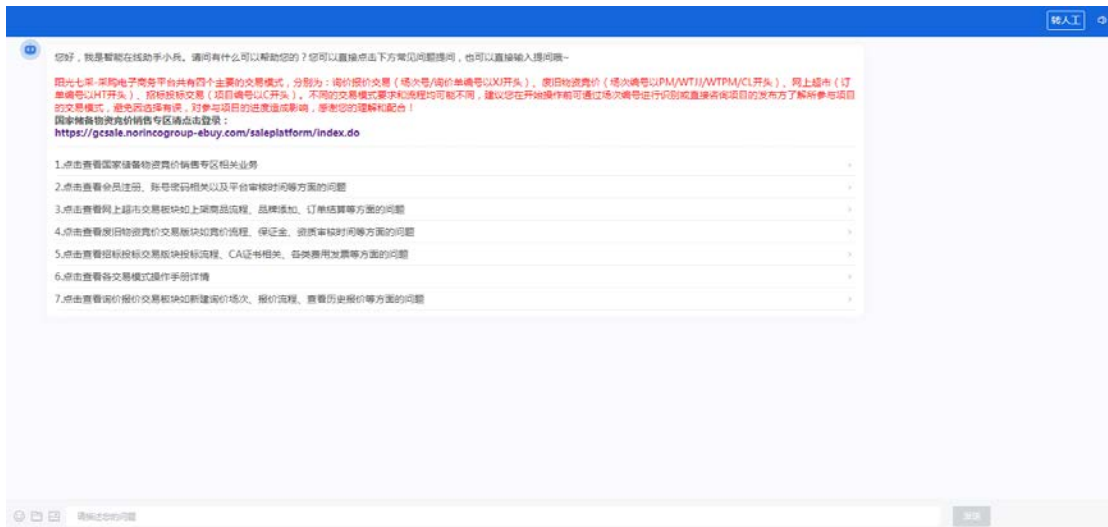 转人工
您好，我是智能在线助手小兵。请问有什么可以帮助您的？您可以直接点击下方常见问题提问，也可以直接输入提问哦~
阳光七采-采购电子商务平台共有四个主要的交易模式，分别为：询价报价交易（场次号/询价单编号以XJ开头）、废旧物资竞价（场次编号以PM/WTJJ/WTPM/CL开头）、网上超市（订
单编号以HT开头）、招标投标交易（项目编号以C开头）。不同的交易模式要求和流程均可能不同，建议您在开始操作前可通过场次编号进行识别或直接咨询项目的发布方了解所参与项目
的交易模式，避免因选择有误，对参与项目的进度造成影响，感谢您的理解和配合！
国家储备物资竞价销售专区请点击登录：
https://gcsale.norincogroup-ebuy.com/saleplatform/index.do
1.点击查看国家储备物资竞价销售专区相关业务
2.点击查看会员注册、账号密码相关以及平台审核时间等方面的问题
3.点击查看网上超市交易板块如上架商品流程、品牌添加、订单结算等方面的问题
4.点击查看废旧物资竞价交易版块如竞价流程、保证金、资质审核时间等方面的问题
5.点击查看招标投标交易版块投标流程、CA证书相关、各类费用发票等方面的问题
6.点击查看各交易模式操作手册详情
7.点击查看询价报价交易板块如新建询价场次、报价流程、查看历史报价等方面的问题
请描述您的问题
发送